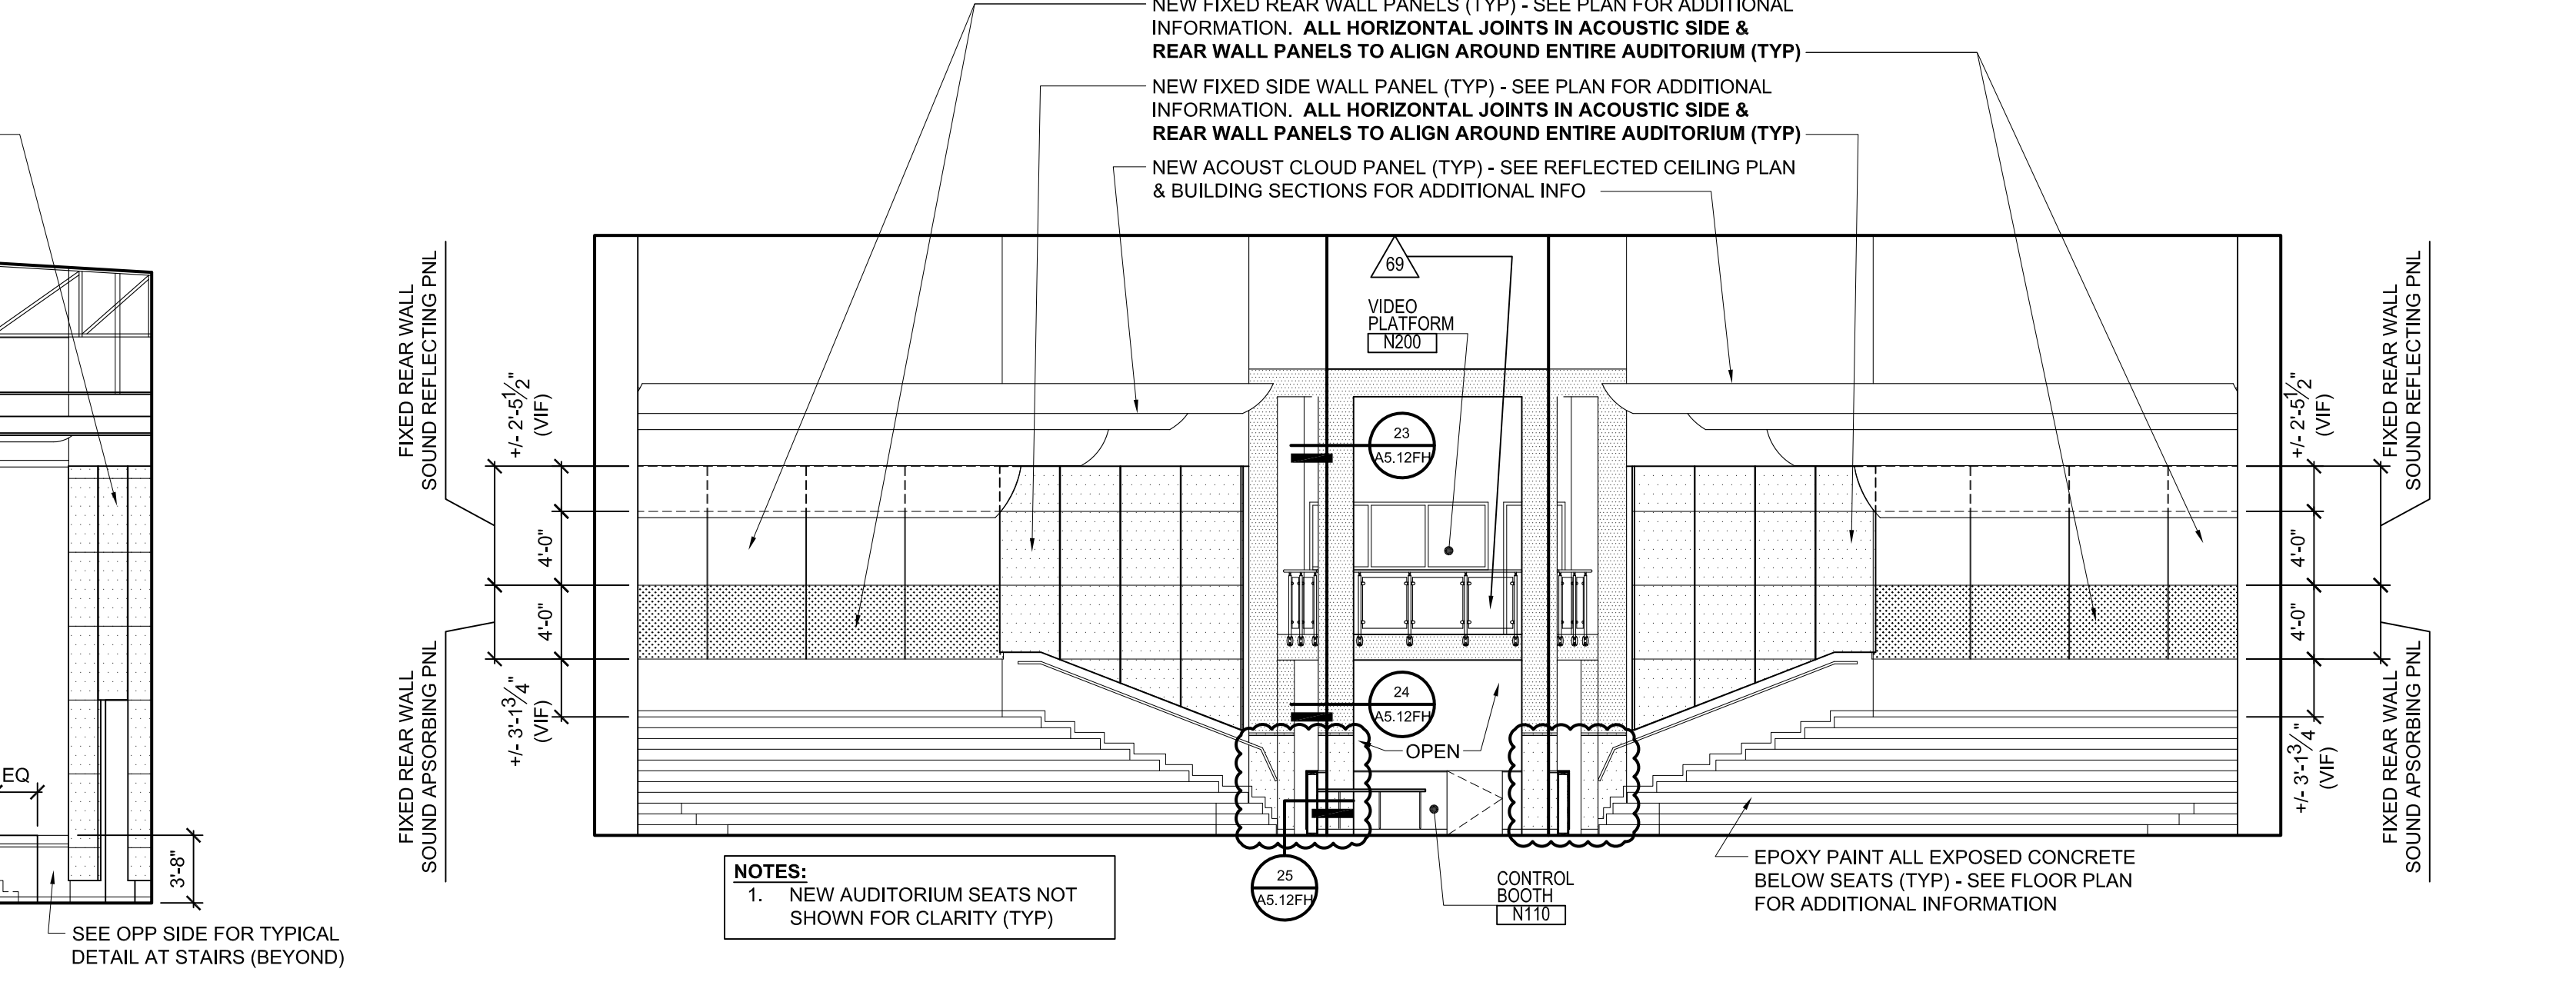 NEW FIXED REAR WALL PANELS (TYP) - SEE PLAN FOR ADDITIONAL
INFORMATION. ALL HORIZONTAL JOINTS IN ACOUSTIC SIDE &
REAR WALL PANELS TO ALIGN AROUND ENTIRE AUDITORIUM (TYP)
NEW FIXED SIDE WALL PANEL (TYP) - SEE PLAN FOR ADDITIONAL
INFORMATION. ALL HORIZONTAL JOINTS IN ACOUSTIC SIDE &
REAR WALL PANELS TO ALIGN AROUND ENTIRE AUDITORIUM (TYP)
NEW ACOUST CLOUD PANEL (TYP) - SEE REFLECTED CEILING PLAN
& BUILDING SECTIONS FOR ADDITIONAL INFO
FIXED REAR WALL
SOUND REFLECTING PNL
+/- 2'-5½"
(VIF)
4'-0"
4'-0"
+/- 3'-1¾"
(VIF)
FIXED REAR WALL
SOUND APSORBING PNL
69
VIDEO
PLATFORM
N200
23
A5.12FH
24
A5.12FH
OPEN
25
A5.12FH
CONTROL
BOOTH
N110
+/- 2'-5½"
(VIF)
FIXED REAR WALL
SOUND REFLECTING PNL
4'-0"
4'-0"
+/- 3'-1¾"
(VIF)
FIXED REAR WALL
SOUND APSORBING PNL
EQ
3'-8"
SEE OPP SIDE FOR TYPICAL
DETAIL AT STAIRS (BEYOND)
NOTES:
1. NEW AUDITORIUM SEATS NOT
SHOWN FOR CLARITY (TYP)
EPOXY PAINT ALL EXPOSED CONCRETE
BELOW SEATS (TYP) - SEE FLOOR PLAN
FOR ADDITIONAL INFORMATION